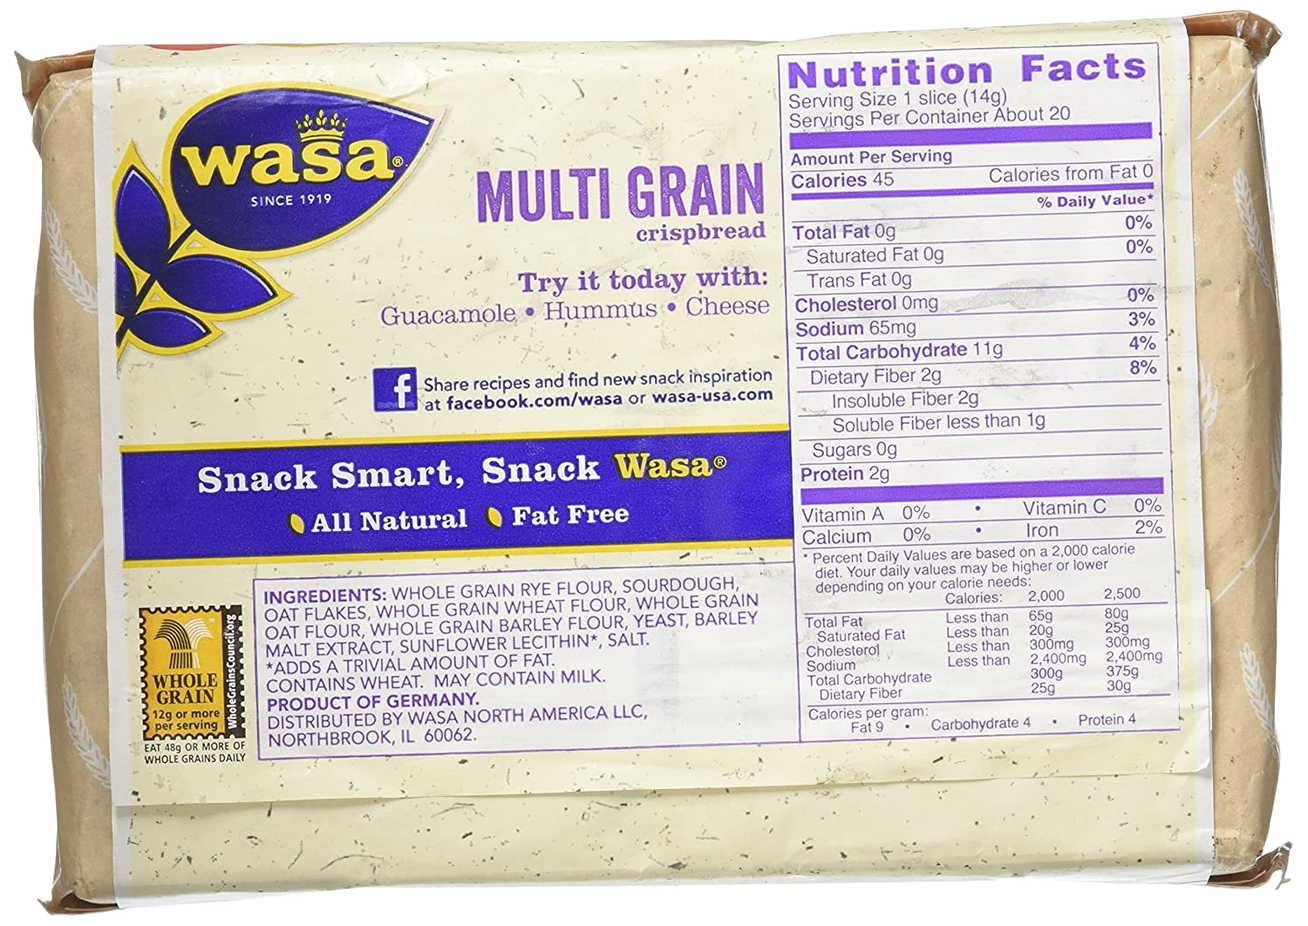 wasa®
SINCE 1919
MULTI GRAIN
crispbread
Try it today with:
Guacamole • Hummus • Cheese
f
Share recipes and find new snack inspiration
at facebook.com/wasa or wasa-usa.com
Snack Smart, Snack Wasa®
All Natural Fat Free
WHOLE
GRAIN
12g or more
per serving
WholeGrainsCouncil.org
EAT 48g OR MORE OF
WHOLE GRAINS DAILY
INGREDIENTS: WHOLE GRAIN RYE FLOUR, SOURDOUGH,
OAT FLAKES, WHOLE GRAIN WHEAT FLOUR, WHOLE GRAIN
OAT FLOUR, WHOLE GRAIN BARLEY FLOUR, YEAST, BARLEY
MALT EXTRACT, SUNFLOWER LECITHIN*, SALT.
*ADDS A TRIVIAL AMOUNT OF FAT.
CONTAINS WHEAT. MAY CONTAIN MILK.
PRODUCT OF GERMANY.
DISTRIBUTED BY WASA NORTH AMERICA LLC,
NORTHBROOK, IL 60062.
Nutrition Facts
Serving Size 1 slice (14g)
Servings Per Container About 20
Amount Per Serving
Calories 45 Calories from Fat 0
% Daily Value*
Total Fat 0g 0%
Saturated Fat 0g 0%
Trans Fat 0g
Cholesterol 0mg 0%
Sodium 65mg 3%
Total Carbohydrate 11g 4%
Dietary Fiber 2g 8%
Insoluble Fiber 2g
Soluble Fiber less than 1g
Sugars 0g
Protein 2g
Vitamin A 0% • Vitamin C 0%
Calcium 0% • Iron 2%
* Percent Daily Values are based on a 2,000 calorie
diet. Your daily values may be higher or lower
depending on your calorie needs:
Calories: 2,000 2,500
Total Fat Less than 65g 80g
Saturated Fat Less than 20g 25g
Cholesterol Less than 300mg 300mg
Sodium Less than 2,400mg 2,400mg
Total Carbohydrate 300g 375g
Dietary Fiber 25g 30g
Calories per gram:
Fat 9 • Carbohydrate 4 • Protein 4